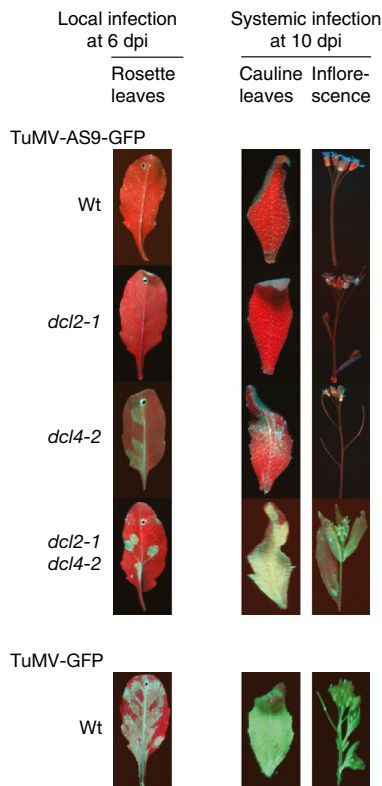 Local infection
at 6 dpi
Systemic infection
at 10 dpi
Rosette
leaves
Cauline
leaves
Inflore-
scence
TuMV-AS9-GFP
Wt
dcl2-1
dcl4-2
dcl2-1
dcl4-2
TuMV-GFP
Wt